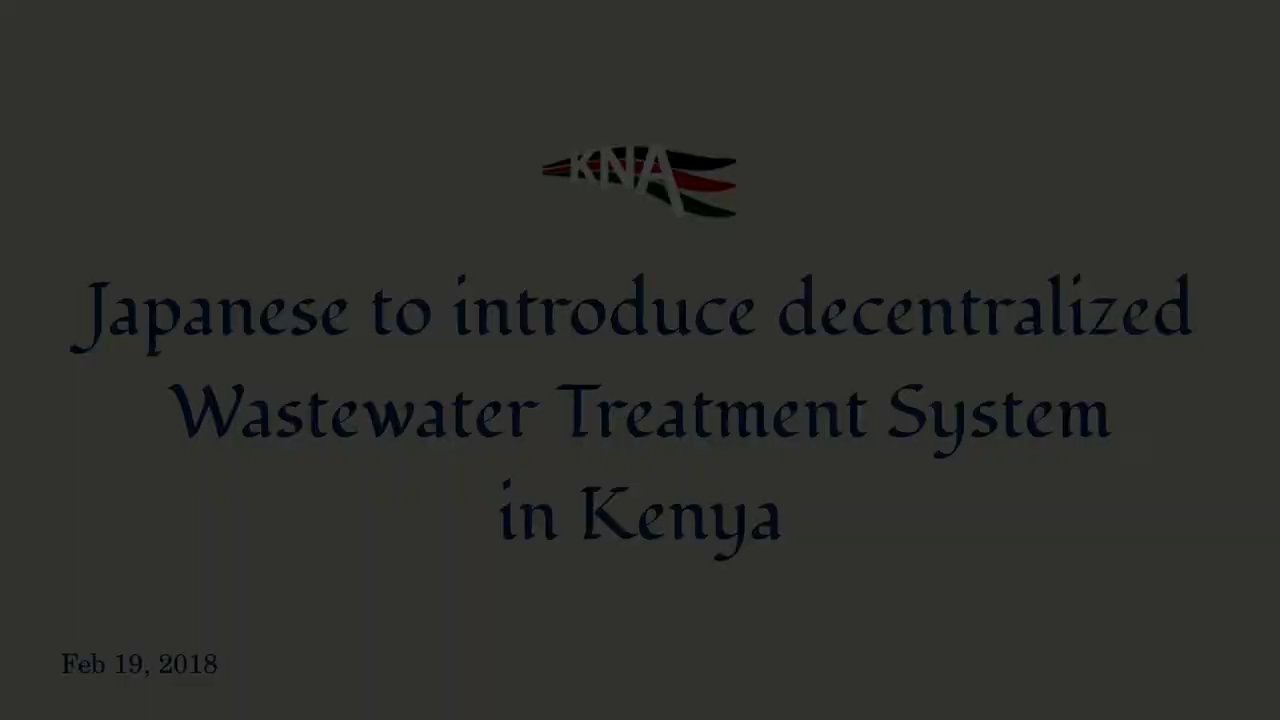 KNA
Japanese to introduce decentralized
Wastewater Treatment System
in Kenya
Feb 19, 2018